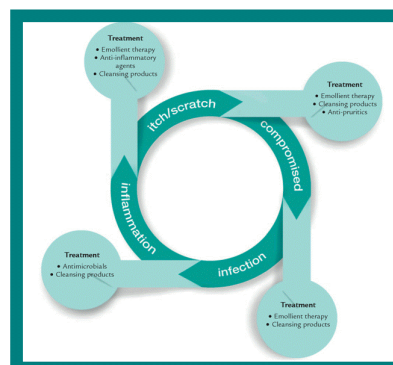 Treatment
• Emollient therapy
• Anti-inflammatory
agents
• Cleansing products
Treatment
• Emollient therapy
• Cleansing products
• Anti-pruritics
itch/scratch
compromised
inflammation
infection
Treatment
• Antimicrobials
• Cleansing products
Treatment
• Emollient therapy
• Cleansing products